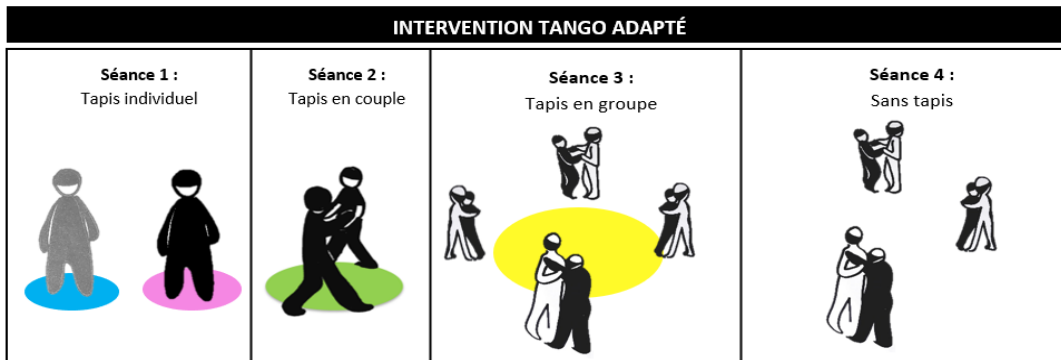 INTERVENTION TANGO ADAPTÉ
Séance 1 :
Tapis individuel
Séance 2 :
Tapis en couple
Séance 3 :
Tapis en groupe
Séance 4 :
Sans tapis